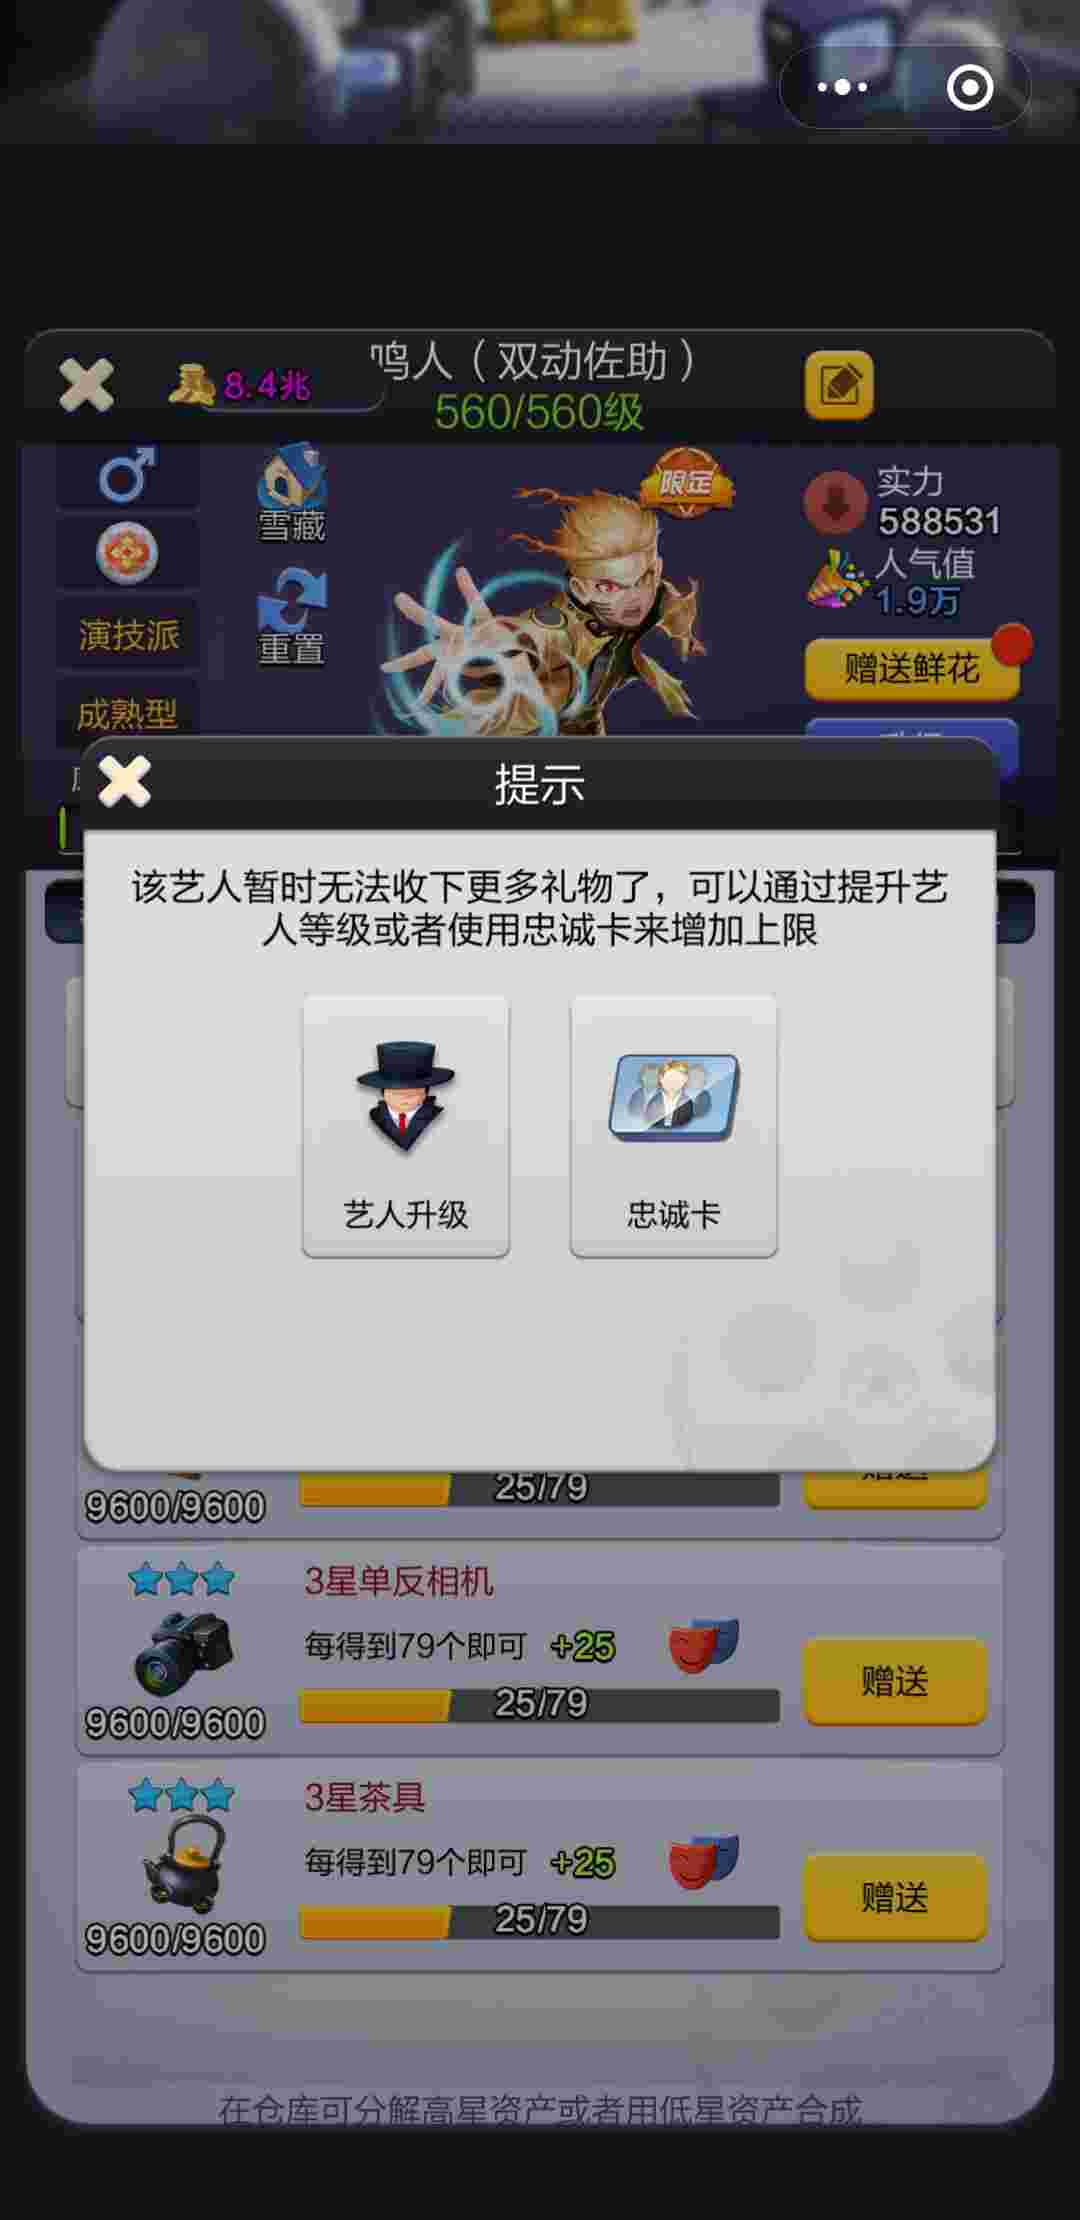 鸣人（双动佐助）
8.4兆
560/560级
限定
实力
588531
雪藏
人气值
1.9万
演技派
重置
赠送鲜花
成熟型
提示
该艺人暂时无法收下更多礼物了，可以通过提升艺
人等级或者使用忠诚卡来增加上限
艺人升级
忠诚卡
9600/9600
25/79
3星单反相机
每得到79个即可 +25
赠送
9600/9600
25/79
3星茶具
每得到79个即可 +25
赠送
9600/9600
25/79
在仓库可分解高星资产或者用低星资产合成